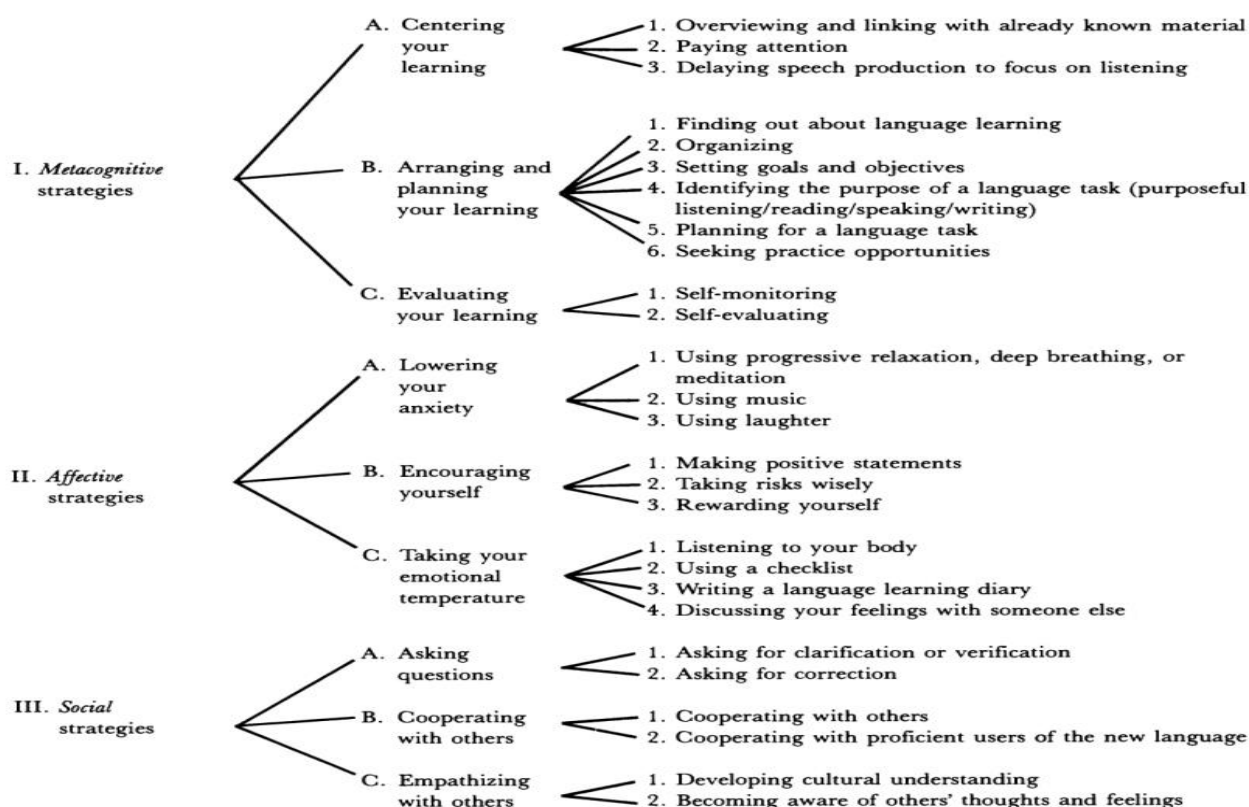 I. Metacognitive
strategies
A. Centering
your
learning
1. Overviewing and linking with already known material
2. Paying attention
3. Delaying speech production to focus on listening
B. Arranging and
planning
your learning
1. Finding out about language learning
2. Organizing
3. Setting goals and objectives
4. Identifying the purpose of a language task (purposeful
listening/reading/speaking/writing)
5. Planning for a language task
6. Seeking practice opportunities
C. Evaluating
your learning
1. Self-monitoring
2. Self-evaluating
II. Affective
strategies
A. Lowering
your
anxiety
1. Using progressive relaxation, deep breathing, or
meditation
2. Using music
3. Using laughter
B. Encouraging
yourself
1. Making positive statements
2. Taking risks wisely
3. Rewarding yourself
C. Taking your
emotional
temperature
1. Listening to your body
2. Using a checklist
3. Writing a language learning diary
4. Discussing your feelings with someone else
III. Social
strategies
A. Asking
questions
1. Asking for clarification or verification
2. Asking for correction
B. Cooperating
with others
1. Cooperating with others
2. Cooperating with proficient users of the new language
C. Empathizing
with others
1. Developing cultural understanding
2. Becoming aware of others' thoughts and feelings